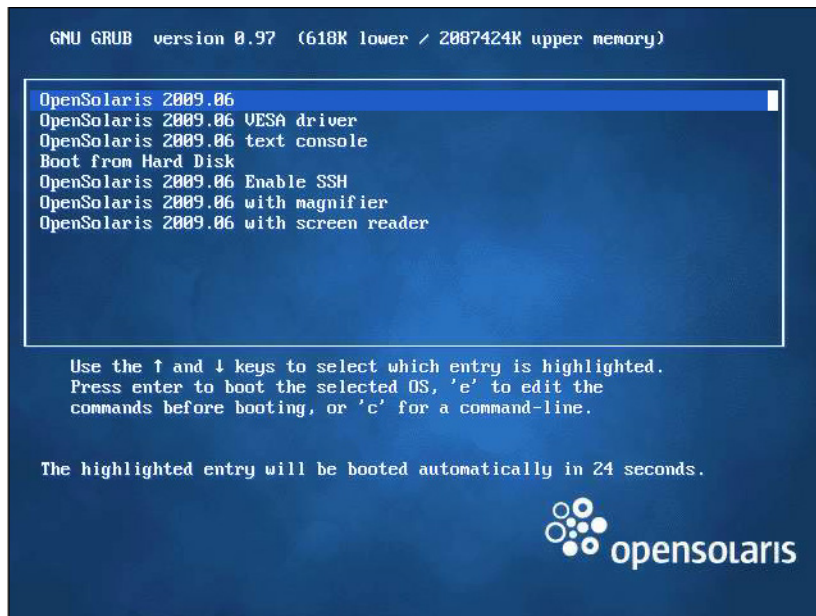 GNU GRUB version 0.97 (618K lower / 2087424K upper memory)
OpenSolaris 2009.06
OpenSolaris 2009.06 VESA driver
OpenSolaris 2009.06 text console
Boot from Hard Disk
OpenSolaris 2009.06 Enable SSH
OpenSolaris 2009.06 with magnifier
OpenSolaris 2009.06 with screen reader
Use the ↑ and ↓ keys to select which entry is highlighted.
Press enter to boot the selected OS, 'e' to edit the
commands before booting, or 'c' for a command-line.
The highlighted entry will be booted automatically in 24 seconds.
opensolaris